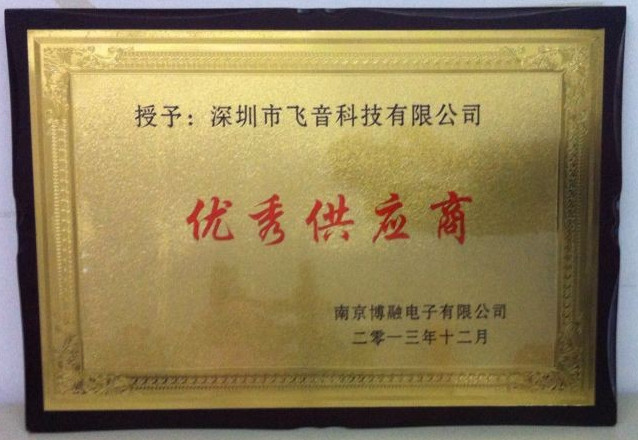 授予：深圳市飞音科技有限公司
优秀供应商
南京博融电子有限公司
二零一三年十二月